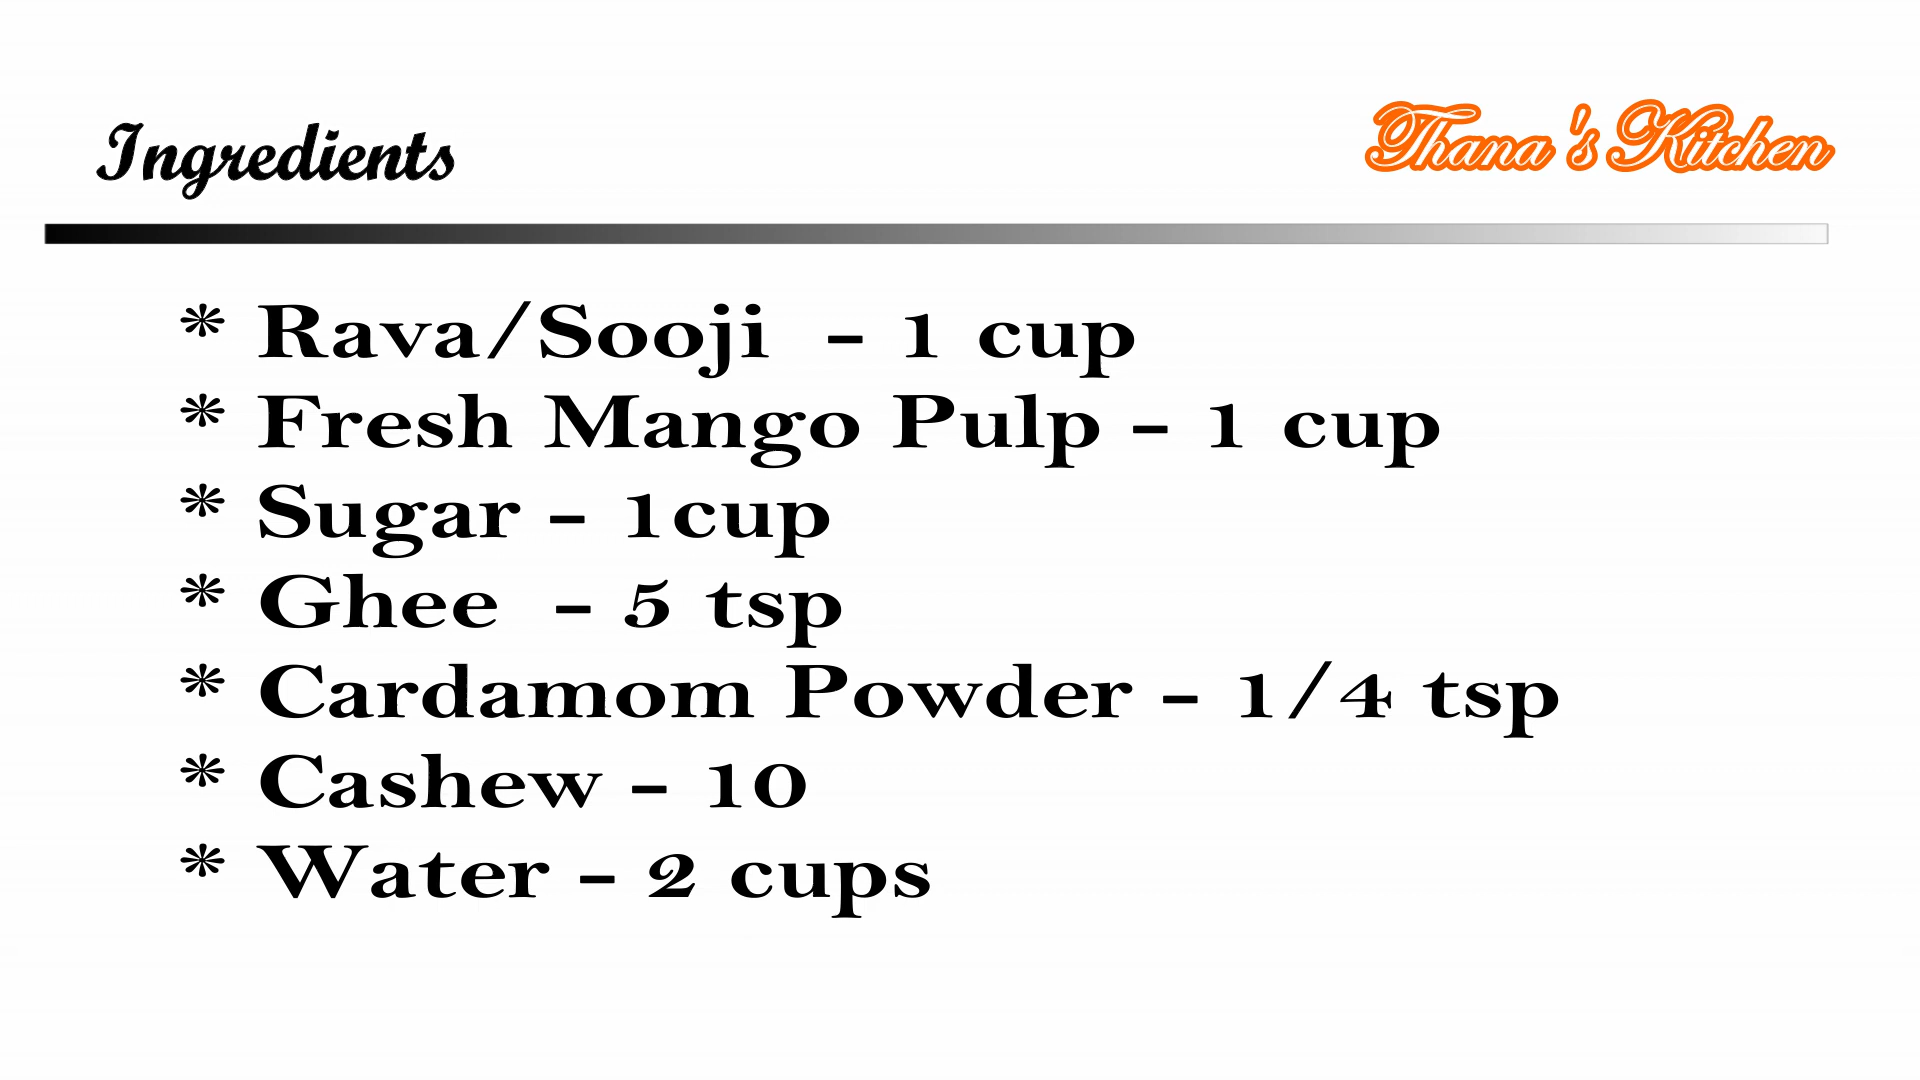 Ingredients
Thana's Kitchen
* Rava/Sooji - 1 cup
* Fresh Mango Pulp - 1 cup
* Sugar - 1cup
* Ghee - 5 tsp
* Cardamom Powder - 1/4 tsp
* Cashew - 10
* Water - 2 cups